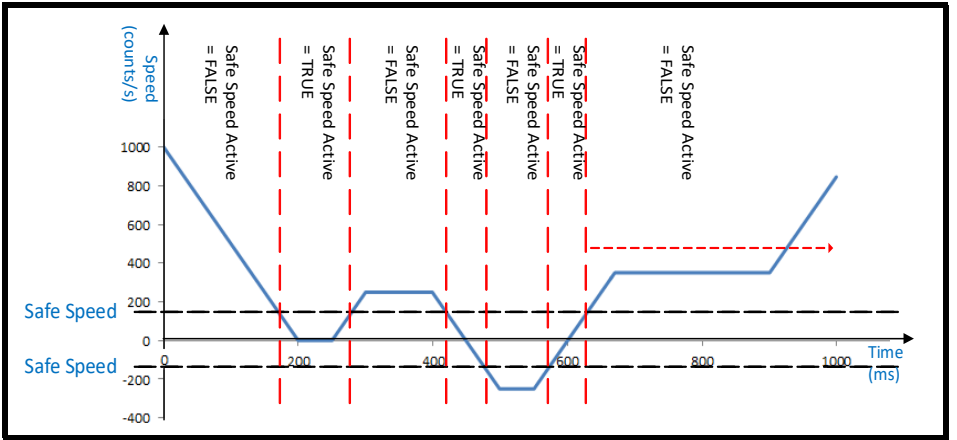 Speed
(counts/s)
Safe Speed Active
= FALSE
Safe Speed Active
= TRUE
Safe Speed Active
= FALSE
Safe Speed Active
= TRUE
Safe Speed Active
= FALSE
Safe Speed Active
= TRUE
Safe Speed Active
= FALSE
1000
800
600
400
200
0
-200
-400
Safe Speed
Safe Speed
0
200
400
600
800
1000
Time
(ms)